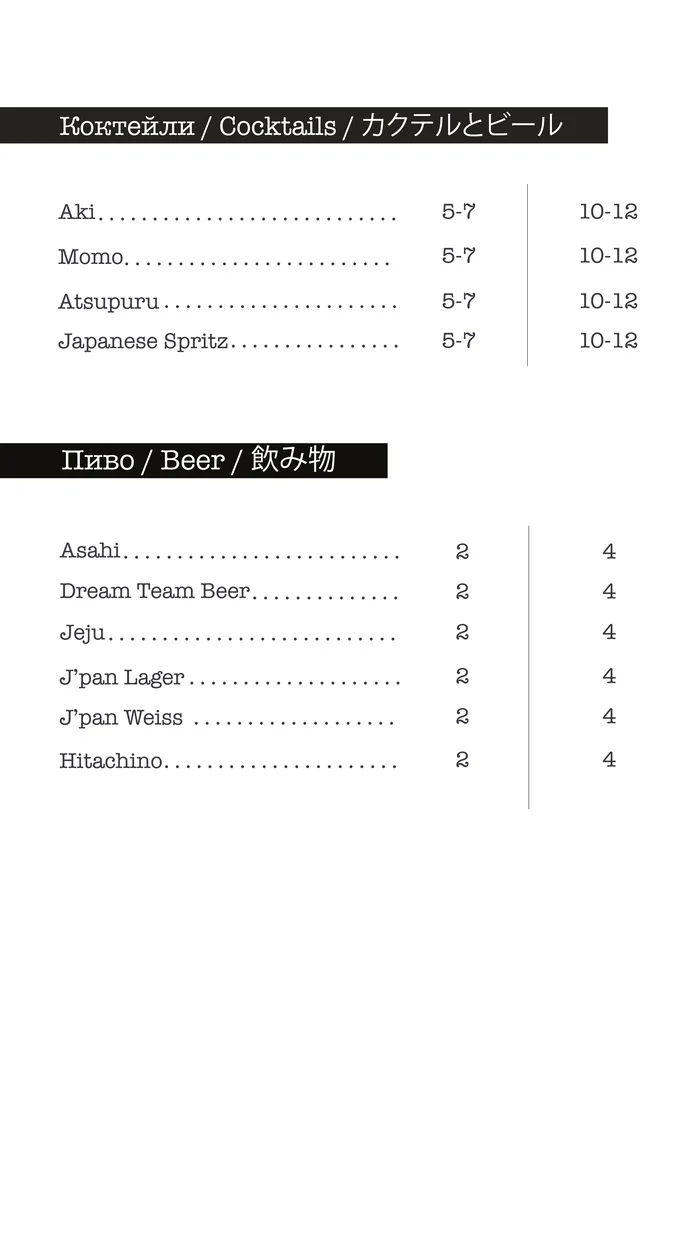 Коктейли / Cocktails / カクテルとビール
Aki............................ 5-7 10-12
Momo......................... 5-7 10-12
Atsupuru...................... 5-7 10-12
Japanese Spritz................ 5-7 10-12
Пиво / Beer / 飲み物
Asahi.......................... 2 4
Dream Team Beer.............. 2 4
Jeju........................... 2 4
J’pan Lager.................... 2 4
J’pan Weiss ................... 2 4
Hitachino...................... 2 4